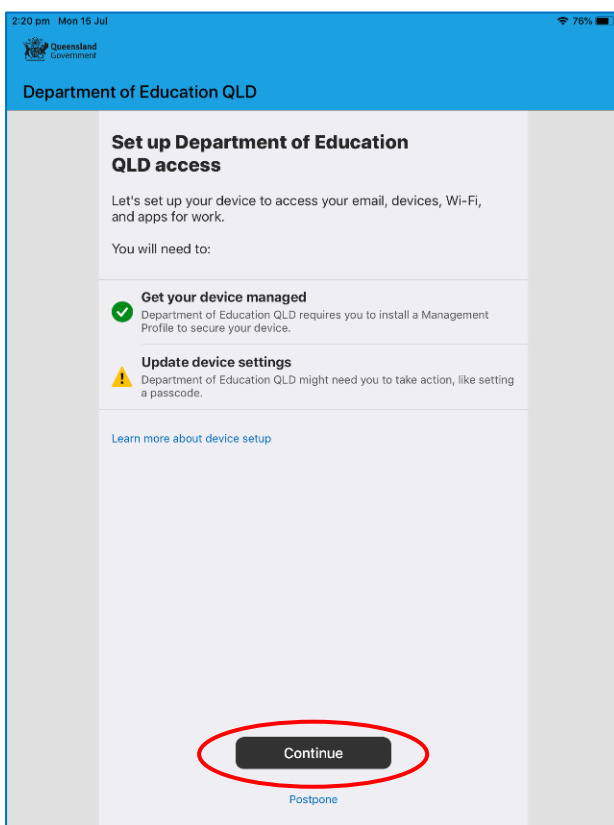 2:20 pm Mon 15 Jul
76%
Queensland
Government
Department of Education QLD
Set up Department of Education
QLD access
Let's set up your device to access your email, devices, Wi-Fi,
and apps for work.
You will need to:
Get your device managed
Department of Education QLD requires you to install a Management
Profile to secure your device.
Update device settings
Department of Education QLD might need you to take action, like setting
a passcode.
Learn more about device setup
Continue
Postpone